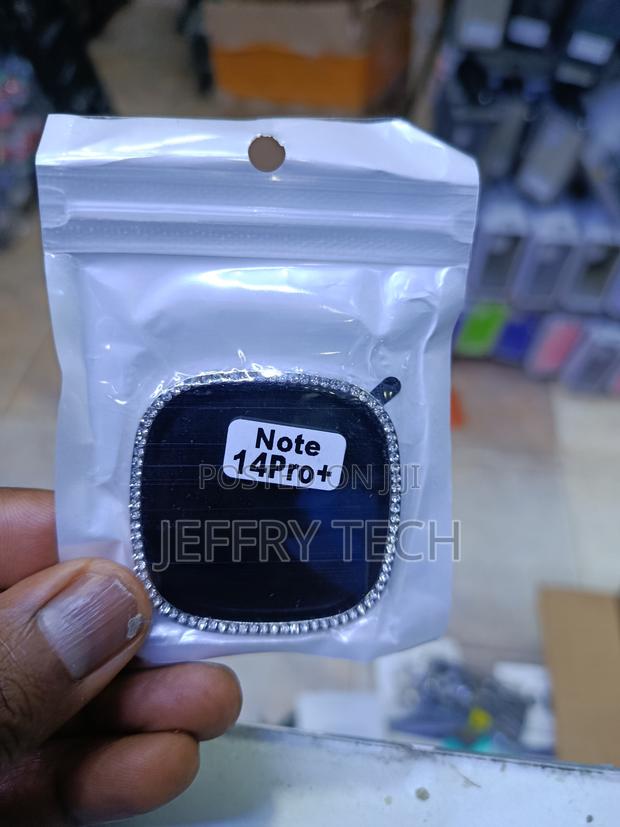 Note
14Pro+
POSTED ON JIJI
JEFFRY TECH